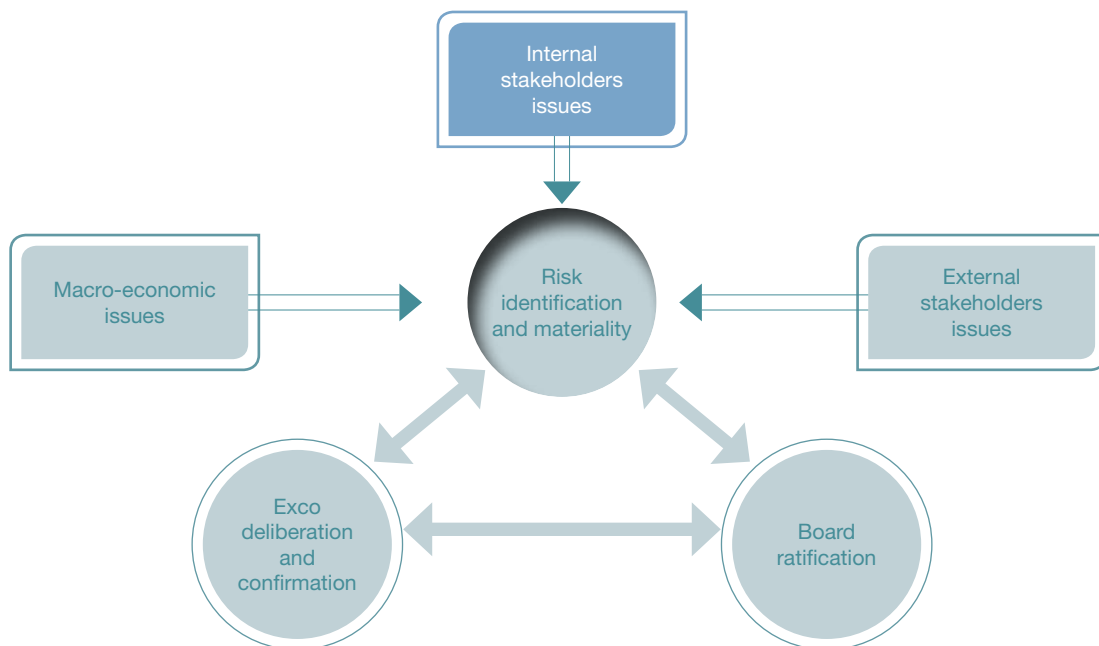 Internal
stakeholders
issues
Macro-economic
issues
Risk
identification
and materiality
External
stakeholders
issues
Exco
deliberation
and
confirmation
Board
ratification